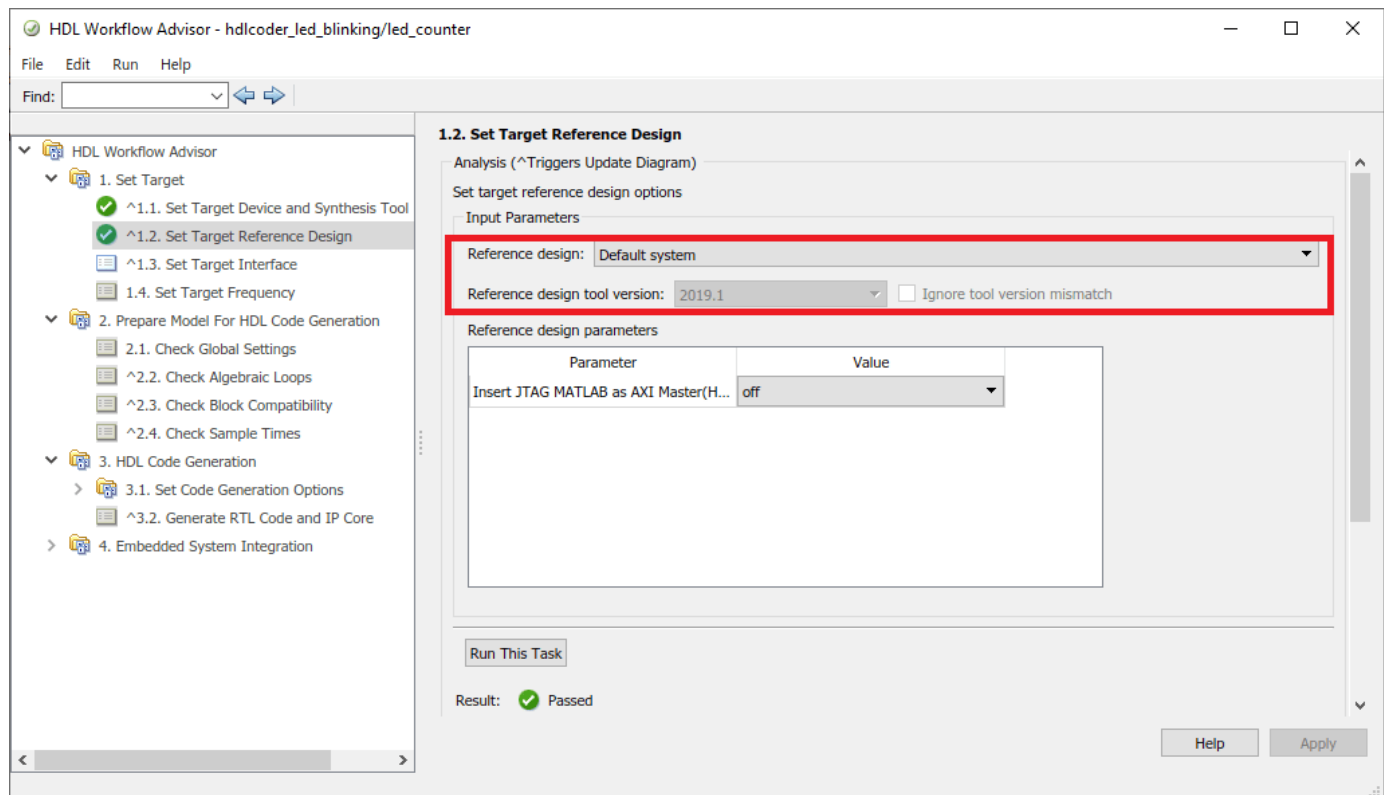 HDL Workflow Advisor - hdlcoder_led_blinking/led_counter
File Edit Run Help
Find:
HDL Workflow Advisor
1. Set Target
^1.1. Set Target Device and Synthesis Tool
^1.2. Set Target Reference Design
^1.3. Set Target Interface
1.4. Set Target Frequency
2. Prepare Model For HDL Code Generation
2.1. Check Global Settings
^2.2. Check Algebraic Loops
^2.3. Check Block Compatibility
^2.4. Check Sample Times
3. HDL Code Generation
3.1. Set Code Generation Options
^3.2. Generate RTL Code and IP Core
4. Embedded System Integration
1.2. Set Target Reference Design
Analysis (^Triggers Update Diagram)
Set target reference design options
Input Parameters
Reference design: Default system
Reference design tool version: 2019.1 Ignore tool version mismatch
Reference design parameters
Parameter Value
Insert JTAG MATLAB as AXI Master(H... off
Run This Task
Result: Passed
Help Apply